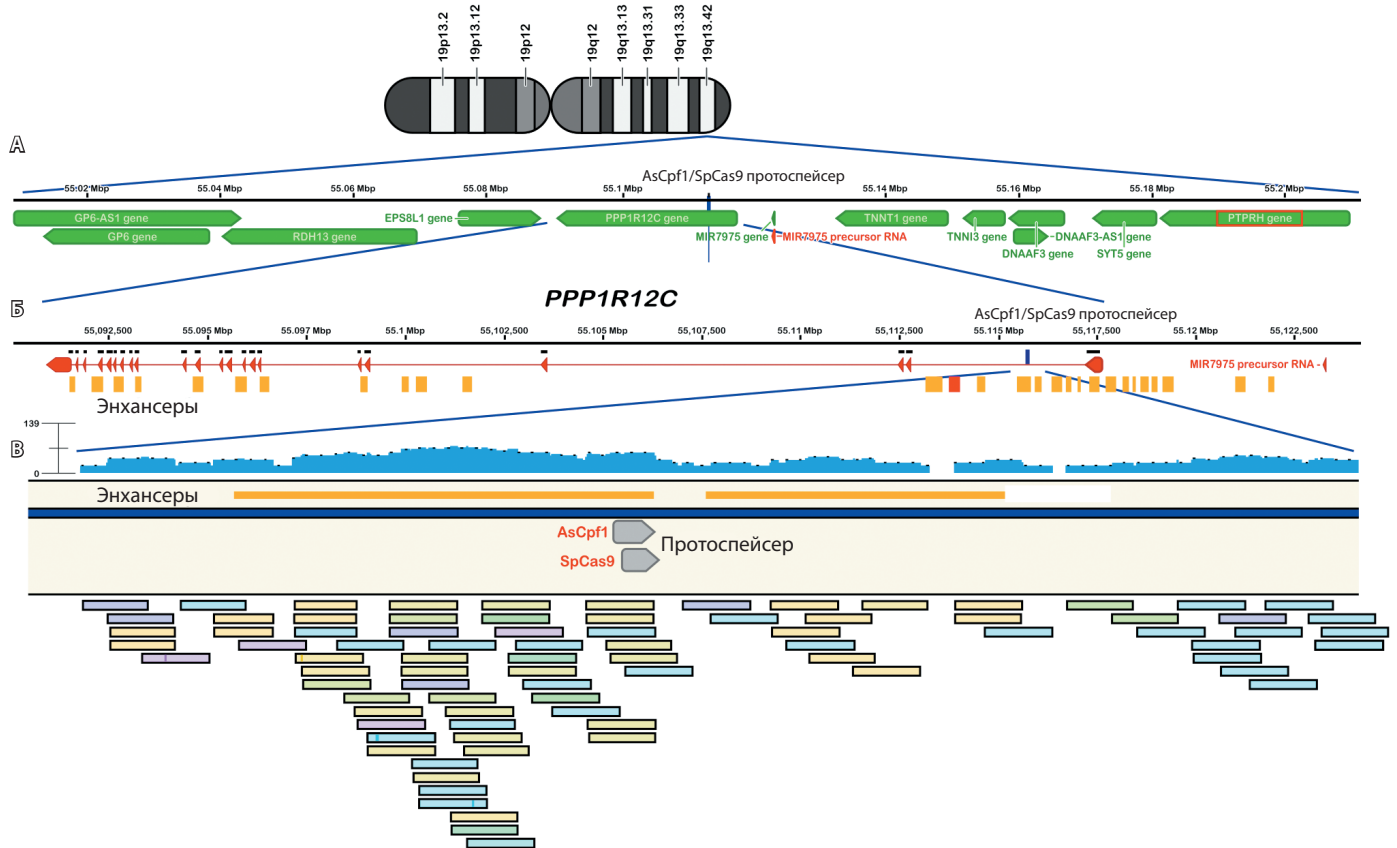 19p13.2
19p13.12
19p12
19q12
19q13.13
19q13.31
19q13.33
19q13.42
А
AsCpf1/SpCas9 протоспейсер
55.02 Mbp 55.04 Mbp 55.06 Mbp 55.08 Mbp 55.1 Mbp 55.14 Mbp 55.16 Mbp 55.18 Mbp 55.2 Mbp
GP6-AS1 gene EPS8L1 gene PPP1R12C gene TNNT1 gene PTPRH gene
GP6 gene RDH13 gene MIR7975 gene MIR7975 precursor RNA TNNI3 gene DNAAF3-AS1 gene
DNAAF3 gene SYT5 gene
PPP1R12C
Б
AsCpf1/SpCas9 протоспейсер
55,092,500 55,095 Mbp 55,097 Mbp 55,1 Mbp 55,102,500 55,105 Mbp 55,107,500 55,11 Mbp 55,112,500 55,115 Mbp 55,117,500 55,12 Mbp 55,122,500
MIR7975 precursor RNA
Энхансеры
139
В
0
Энхансеры
AsCpf1
Протоспейсер
SpCas9